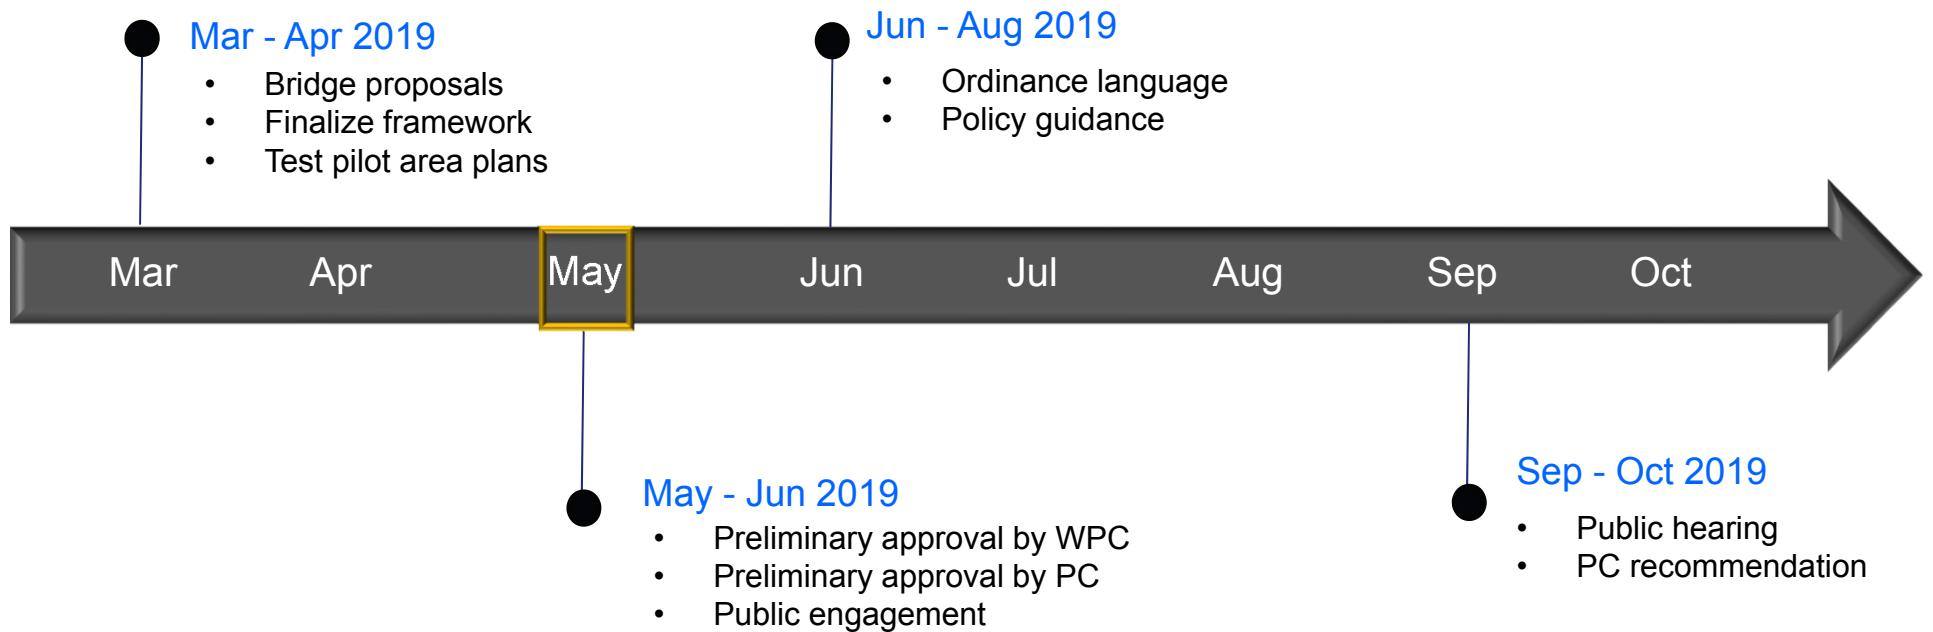 Mar - Apr 2019
• Bridge proposals
• Finalize framework
• Test pilot area plans
Jun - Aug 2019
• Ordinance language
• Policy guidance
Mar Apr May Jun Jul Aug Sep Oct
May - Jun 2019
• Preliminary approval by WPC
• Preliminary approval by PC
• Public engagement
Sep - Oct 2019
• Public hearing
• PC recommendation